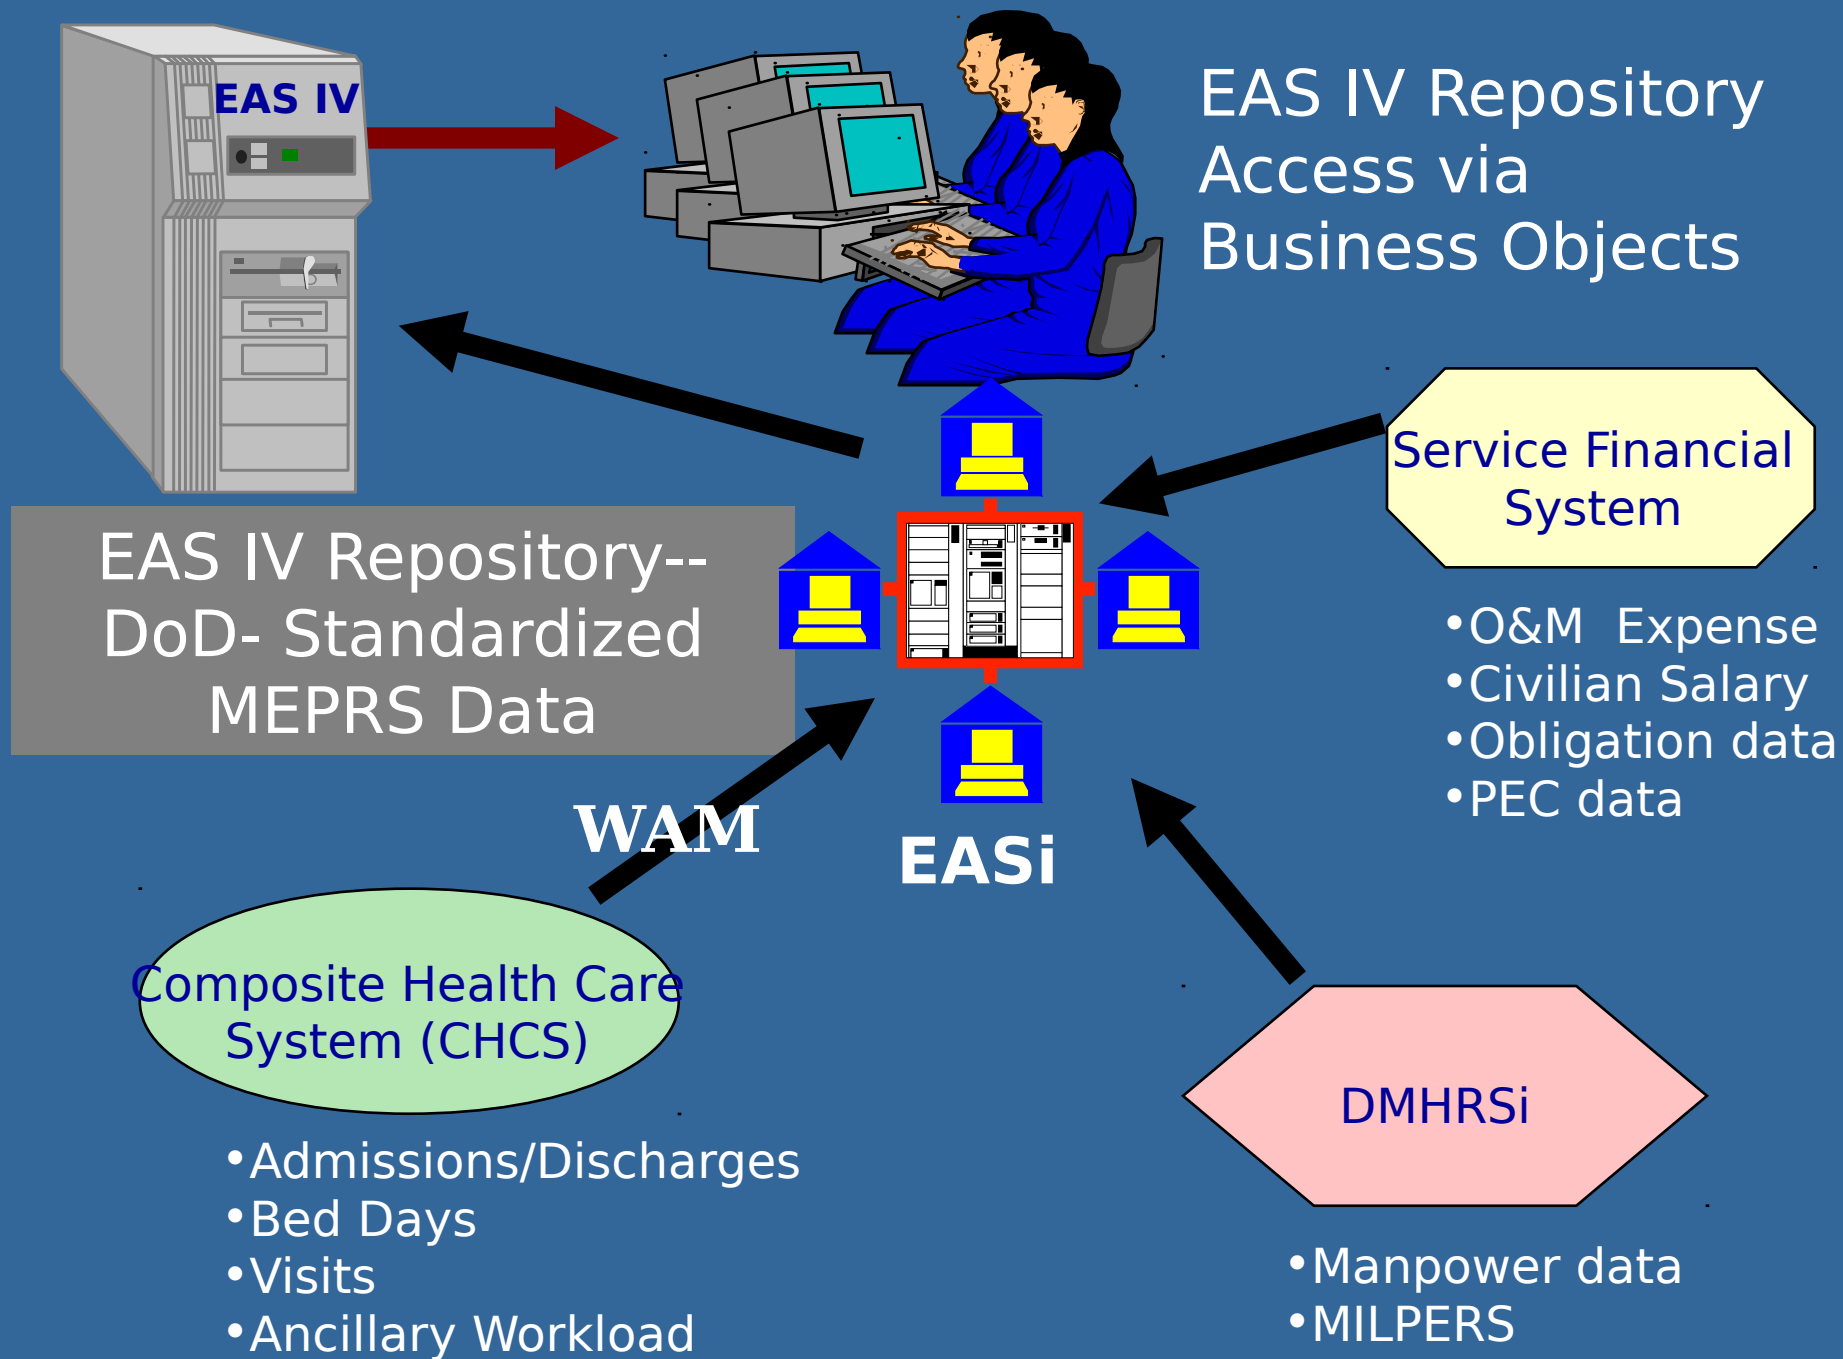 EAS IV
EAS IV Repository
Access via
Business Objects
Service Financial
System
•O&M  Expense
•Civilian Salary
•Obligation data
•PEC data
EAS IV Repository--
DoD- Standardized
MEPRS Data
WAM
EASi
Composite Health Care
System (CHCS)
•Admissions/Discharges
•Bed Days
•Visits
•Ancillary Workload
DMHRSi
•Manpower data
•MILPERS